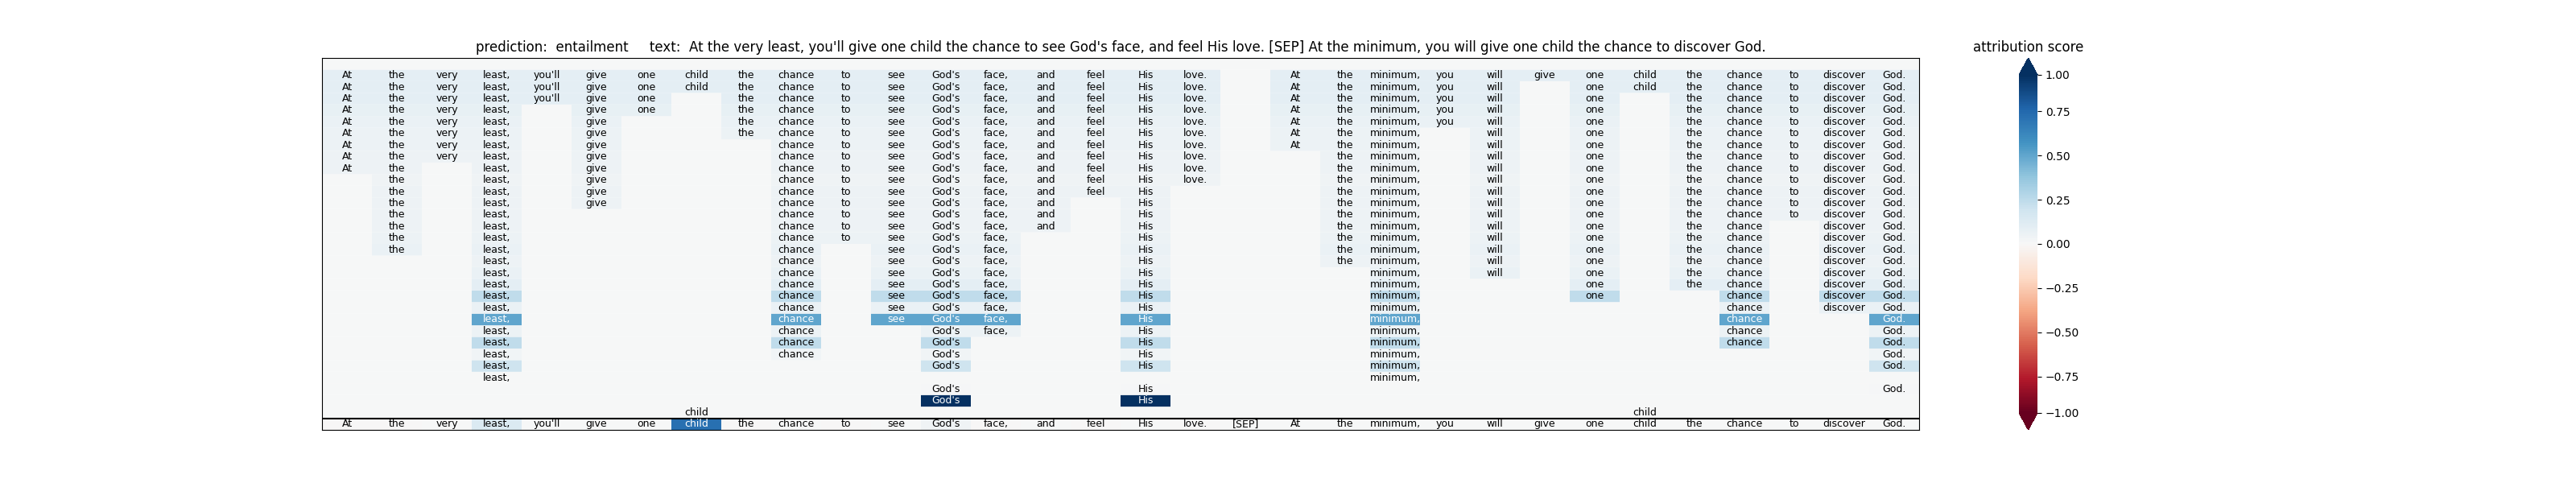 prediction: entailment text: At the very least, you'll give one child the chance to see God's face, and feel His love. [SEP] At the minimum, you will give one child the chance to discover God.
At the very least, you'll give one child the chance to see God's face, and feel His love. At the minimum, you will give one child the chance to discover God.
At the very least, you'll give one child the chance to see God's face, and feel His love. At the minimum, you will one child the chance to discover God.
At the very least, you'll give one the chance to see God's face, and feel His love. At the minimum, you will one the chance to discover God.
At the very least, give one the chance to see God's face, and feel His love. At the minimum, you will one the chance to discover God.
At the very least, give the chance to see God's face, and feel His love. At the minimum, you will one the chance to discover God.
At the very least, give the chance to see God's face, and feel His love. At the minimum, will one the chance to discover God.
At the very least, give chance to see God's face, and feel His love. At the minimum, will one the chance to discover God.
At the very least, give chance to see God's face, and feel His love. the minimum, will one the chance to discover God.
At the least, give chance to see God's face, and feel His love. the minimum, will one the chance to discover God.
the least, give chance to see God's face, and feel His love. the minimum, will one the chance to discover God.
the least, give chance to see God's face, and feel His the minimum, will one the chance to discover God.
the least, give chance to see God's face, and His the minimum, will one the chance to discover God.
the least, chance to see God's face, and His the minimum, will one the chance to discover God.
the least, chance to see God's face, and His the minimum, will one the chance discover God.
the least, chance to see God's face, His the minimum, will one the chance discover God.
the least, chance see God's face, His the minimum, will one the chance discover God.
least, chance see God's face, His the minimum, will one the chance discover God.
least, chance see God's face, His minimum, will one the chance discover God.
least, chance see God's face, His minimum, one the chance discover God.
least, chance see God's face, His minimum, one chance discover God.
least, chance see God's face, His minimum, chance discover God.
least, chance see God's face, His minimum, chance God.
least, chance God's face, His minimum, chance God.
least, chance God's His minimum, chance God.
least, chance God's His minimum, God.
least, God's His minimum, God.
least, minimum,
God's His God.
God's His
child child
At the very least, you'll give one child the chance to see God's face, and feel His love. [SEP] At the minimum, you will give one child the chance to discover God.
attribution score
1.00
0.75
0.50
0.25
0.00
−0.25
−0.50
−0.75
−1.00